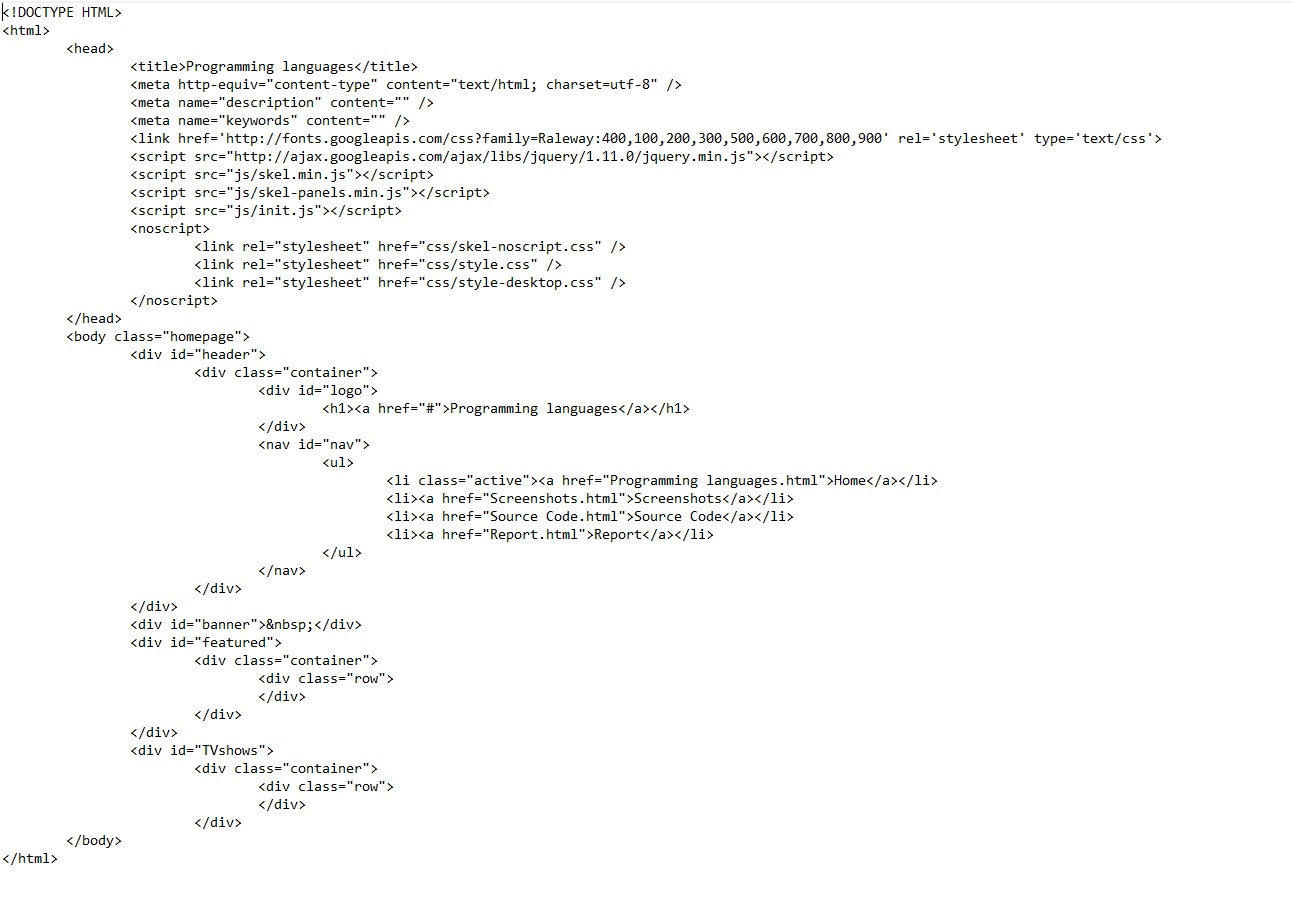 <!DOCTYPE HTML>
<html>
<head>
<title>Programming languages</title>
<meta http-equiv="content-type" content="text/html; charset=utf-8" />
<meta name="description" content="" />
<meta name="keywords" content="" />
<link href='http://fonts.googleapis.com/css?family=Raleway:400,100,200,300,500,600,700,800,900' rel='stylesheet' type='text/css'>
<script src="http://ajax.googleapis.com/ajax/libs/jquery/1.11.0/jquery.min.js"></script>
<script src="js/skel.min.js"></script>
<script src="js/skel-panels.min.js"></script>
<script src="js/init.js"></script>
<noscript>
<link rel="stylesheet" href="css/skel-noscript.css" />
<link rel="stylesheet" href="css/style.css" />
<link rel="stylesheet" href="css/style-desktop.css" />
</noscript>
</head>
<body class="homepage">
<div id="header">
<div class="container">
<div id="logo">
<h1><a href="#">Programming languages</a></h1>
</div>
<nav id="nav">
<ul>
<li class="active"><a href="Programming languages.html">Home</a></li>
<li><a href="Screenshots.html">Screenshots</a></li>
<li><a href="Source Code.html">Source Code</a></li>
<li><a href="Report.html">Report</a></li>
</ul>
</nav>
</div>
</div>
<div id="banner">&nbsp;</div>
<div id="featured">
<div class="container">
<div class="row">
</div>
</div>
</div>
<div id="TVshows">
<div class="container">
<div class="row">
</div>
</div>
</body>
</html>